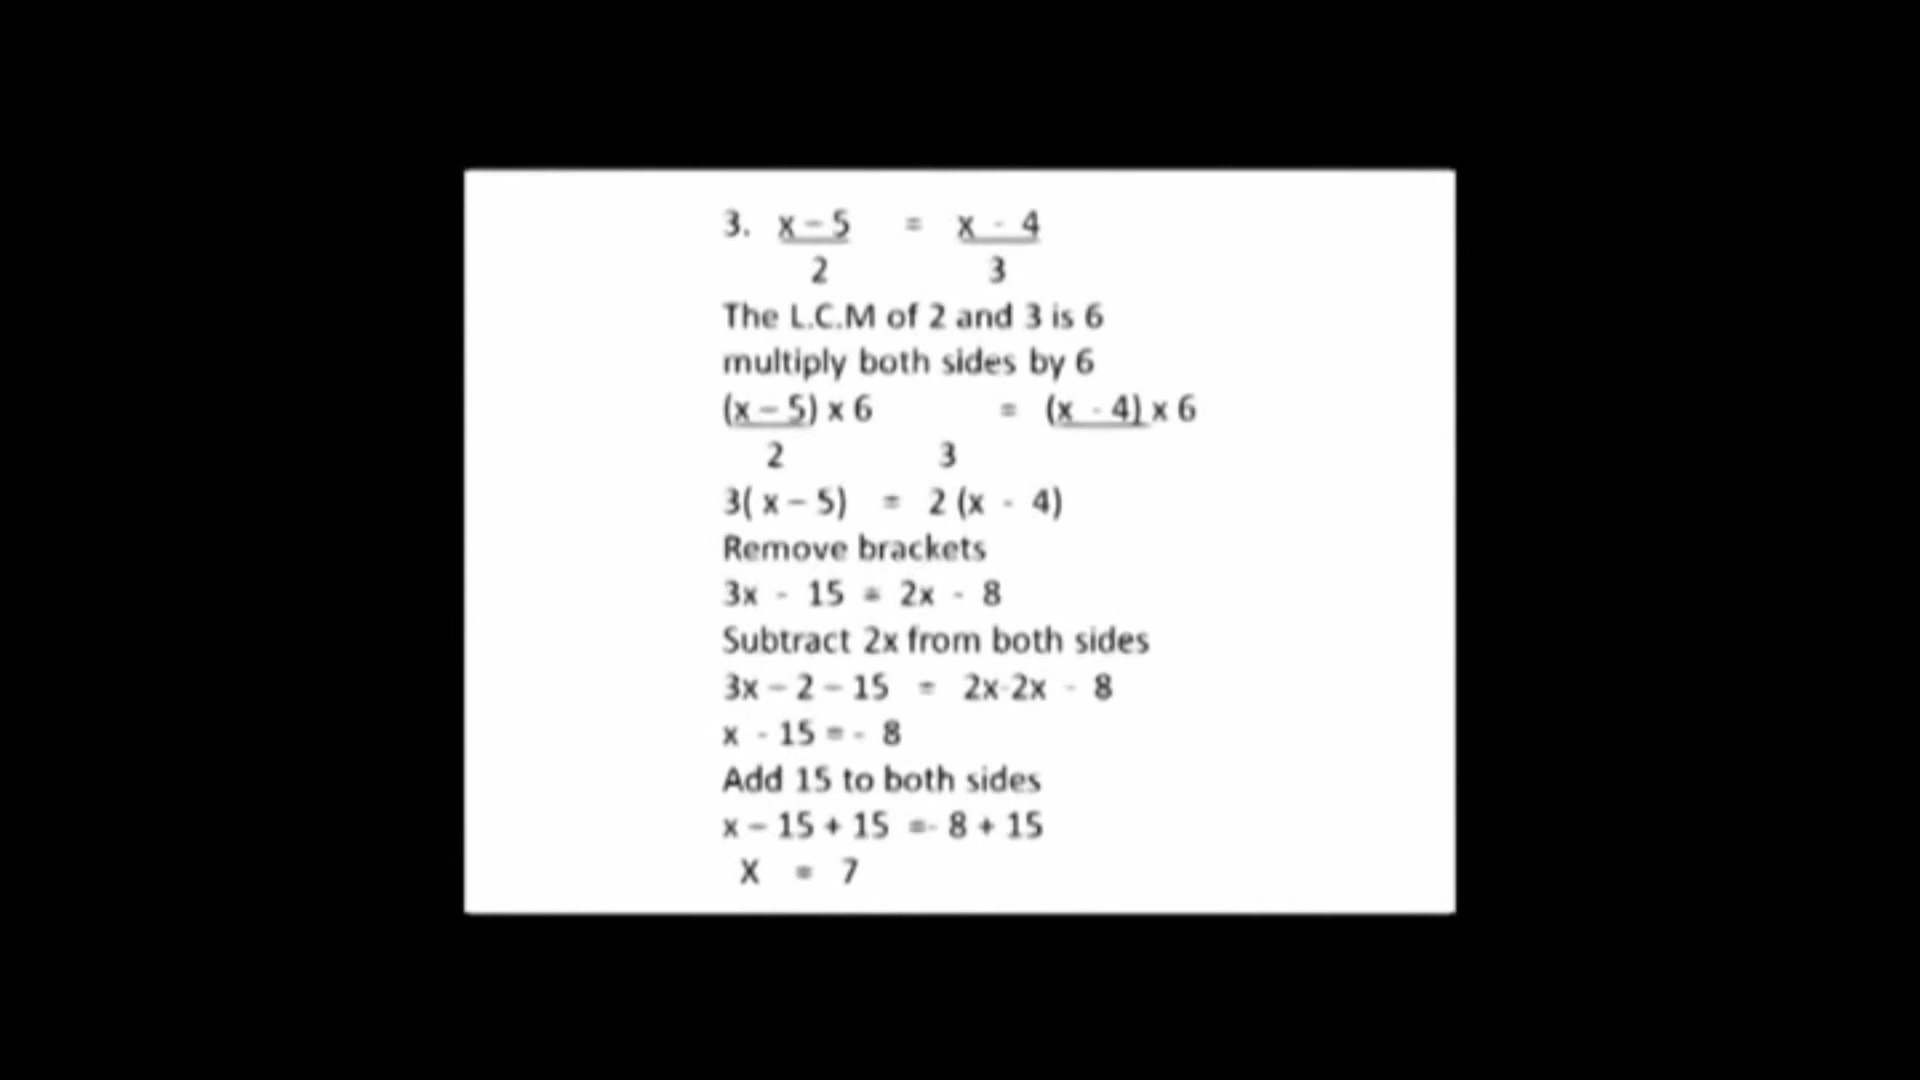 3. x – 5 = x - 4
2 3
The L.C.M of 2 and 3 is 6
multiply both sides by 6
(x – 5) x 6 = (x - 4) x 6
2 3
3( x – 5) = 2 (x - 4)
Remove brackets
3x - 15 = 2x - 8
Subtract 2x from both sides
3x – 2 – 15 = 2x-2x - 8
x - 15 = - 8
Add 15 to both sides
x – 15 + 15 =- 8 + 15
X = 7